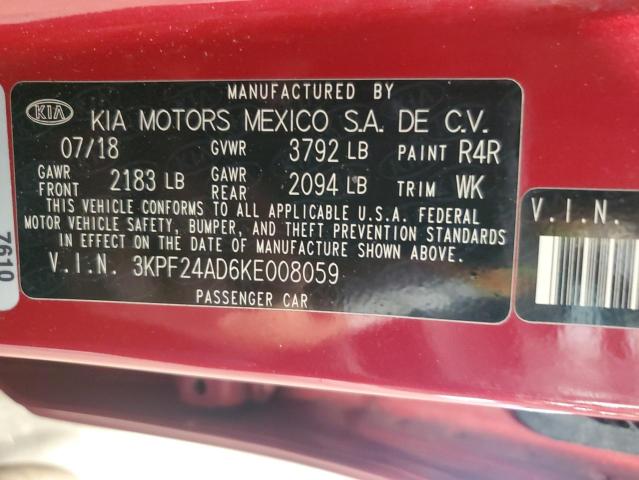 MANUFACTURED BY
KIA KIA MOTORS MEXICO S.A. DE C.V.
07/18 GVWR 3792 LB PAINT R4R
GAWR FRONT 2183 LB GAWR REAR 2094 LB TRIM WK
THIS VEHICLE CONFORMS TO ALL APPLICABLE U.S.A. FEDERAL
MOTOR VEHICLE SAFETY, BUMPER, AND THEFT PREVENTION STANDARDS
IN EFFECT ON THE DATE OF MANUFACTURE SHOWN ABOVE.
V.I.N. 3KPF24AD6KE008059
PASSENGER CAR
V.I.N.
7610